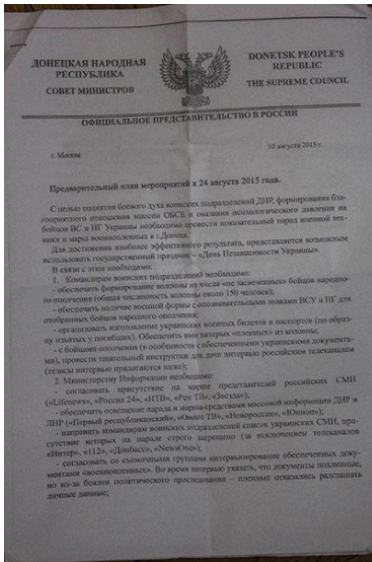 ДОНЕЦКАЯ НАРОДНАЯ
РЕСПУБЛИКА
СОВЕТ МИНИСТРОВ
DONETSK PEOPLE'S
REPUBLIC
THE SUPREME COUNCIL
ОФИЦИАЛЬНОЕ ПРЕДСТАВИТЕЛЬСТВО В РОССИИ
г. Москва
10 августа 2015 г.
Предварительный план мероприятий к 24 августа 2015 года.
С целью поднятия боевого духа воинских подразделений ДНР, формирования бла-
гоприятного отношения миссии ОБСЕ и оказания психологического давления на
бойцов ВС и НГ Украины необходимо провести показательный парад военной тех-
ники и марш военнопленных в г.Донецк.
Для достижения наиболее эффективного результата, представляется возможным
использовать государственный праздник – «День Независимости Украины».
В связи с этим необходимо:
1. Командирам воинских подразделений необходимо:
- обеспечить формирование колонны из числа «не засвеченных» бойцов народно-
го ополчения (общая численность колонны около 150 человек);
- обеспечить наличие военной формы с опознавательными знаками ВСУ и НГ для
отобранных бойцов народного ополчения;
- организовать изготовление украинских военных билетов и паспортов (по образ-
цу изъятых у погибших). Обеспечить ими пятерых «пленных» из колонны;
- с бойцами ополчения (в особенности с обеспеченными украинскими документа-
ми), провести тщательный инструктаж для дачи интервью российским телеканалам
(тезисы интервью прилагаются ниже);
2. Министерству Информации необходимо:
- согласовать присутствие на марше представителей российских СМИ
(«Lifenews», «Россия 24», «НТВ», «Рен ТВ», «Звезда»);
- обеспечить освещение парада и марша средствами массовой информации ДНР и
ЛНР («Первый республиканский», «Оплот ТВ», «Новороссия», «Юнион»);
- направить командирам воинских подразделений список украинских СМИ, при-
сутствие которых на параде строго запрещено (за исключением телеканалов
«Интер», «112», «Донбасс», «NewsOne»);
- согласовать со съемочными группами интервьюирование обеспеченных доку-
ментами «военнопленных». Во время интервью указать, что документы подлинные,
но из-за боязни политического преследования – пленные отказались разглашать
личные данные;